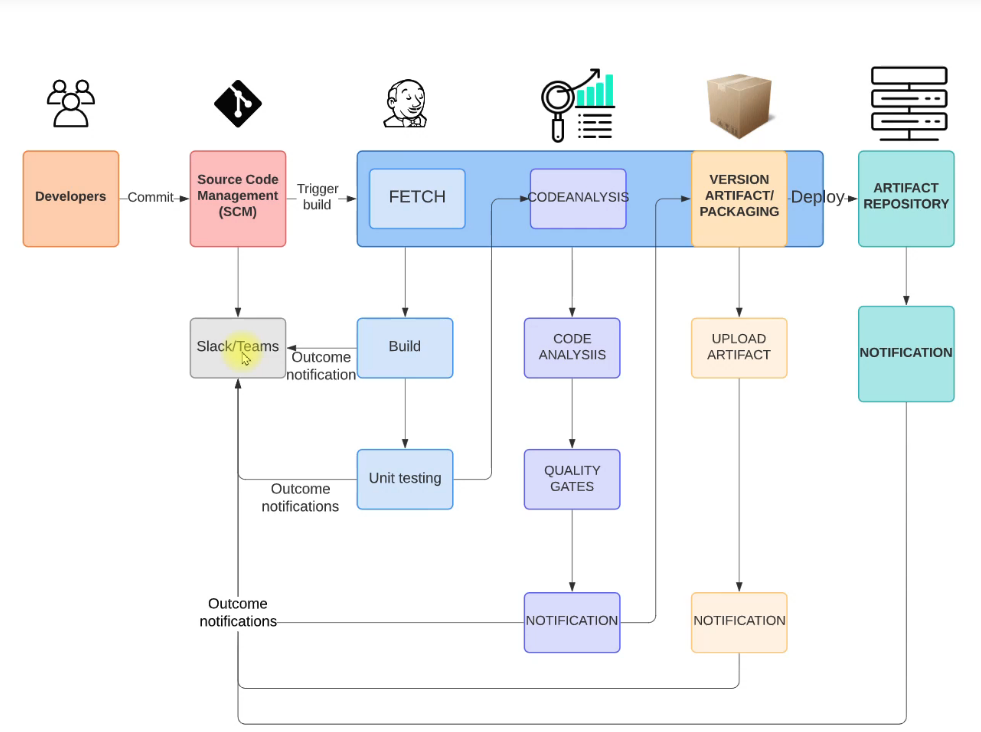 Developers
Commit
Source Code
Management
(SCM)
Trigger
build
FETCH
CODEANALYSIS
VERSION
ARTIFACT/
PACKAGING
Deploy
ARTIFACT
REPOSITORY
Slack/Teams
Outcome
notification
Build
CODE
ANALYSIIS
UPLOAD
ARTIFACT
NOTIFICATION
Outcome
notifications
Unit testing
QUALITY
GATES
Outcome
notifications
NOTIFICATION
NOTIFICATION